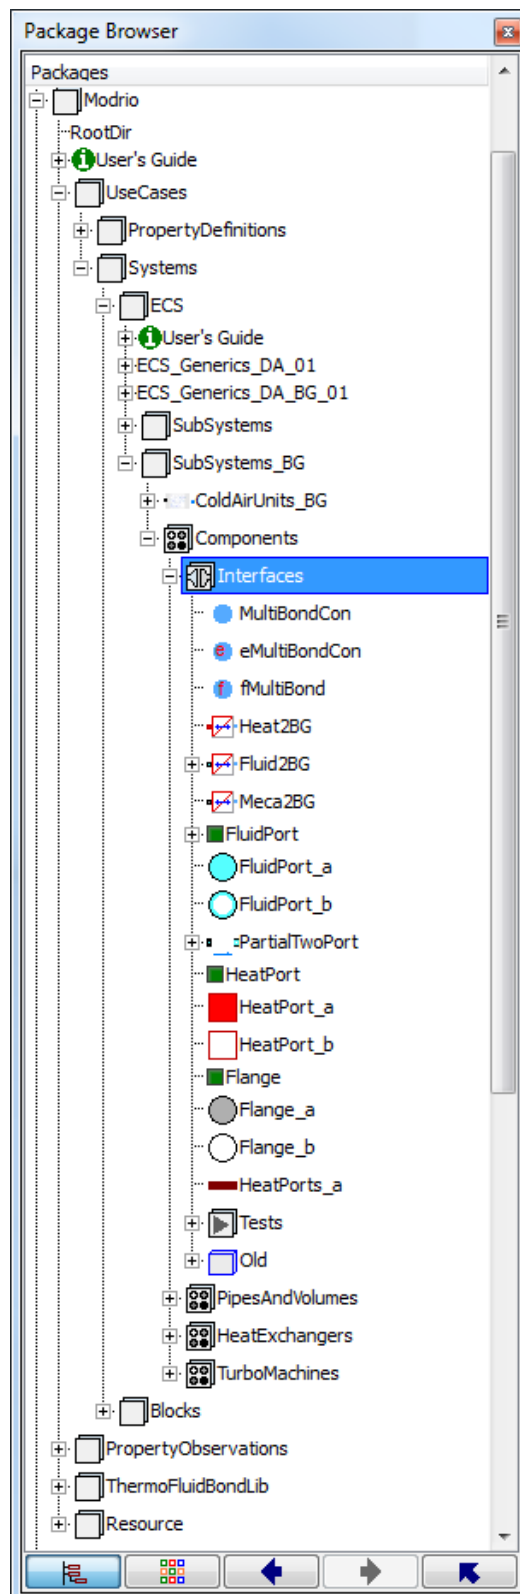 Package Browser
Packages
Modrio
RootDir
User's Guide
UseCases
PropertyDefinitions
Systems
ECS
User's Guide
ECS_Generics_DA_01
ECS_Generics_DA_BG_01
SubSystems
SubSystems_BG
ColdAirUnits_BG
Components
Interfaces
MultiBondCon
e eMultiBondCon
f fMultiBond
Heat2BG
Fluid2BG
Meca2BG
FluidPort
FluidPort_a
FluidPort_b
PartialTwoPort
HeatPort
HeatPort_a
HeatPort_b
Flange
Flange_a
Flange_b
HeatPorts_a
Tests
Old
PipesAndVolumes
HeatExchangers
TurboMachines
Blocks
PropertyObservations
ThermoFluidBondLib
Resource